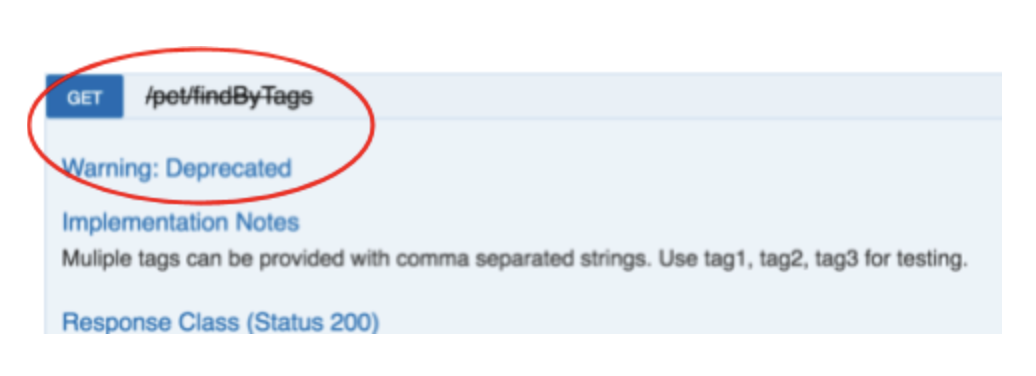 GET /pet/findByTags
Warning: Deprecated
Implementation Notes
Muliple tags can be provided with comma separated strings. Use tag1, tag2, tag3 for testing.
Response Class (Status 200)